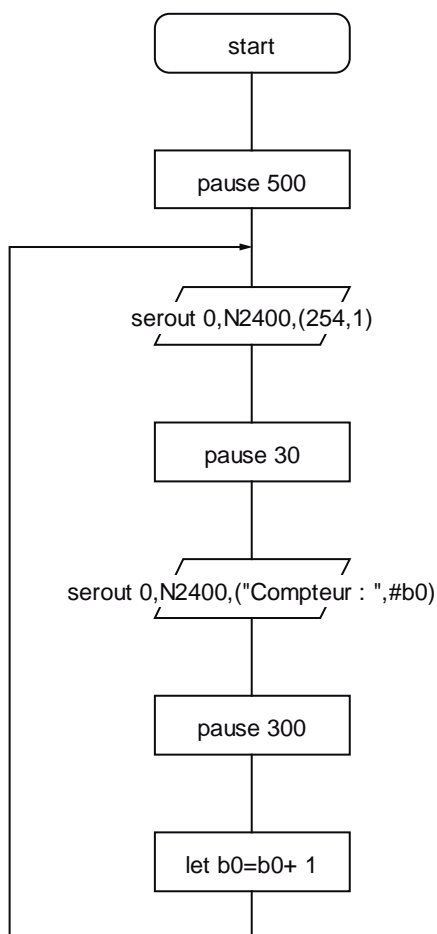 start
pause 500
serout 0,N2400,(254,1)
pause 30
serout 0,N2400,("Compteur : ",#b0)
pause 300
let b0=b0+ 1